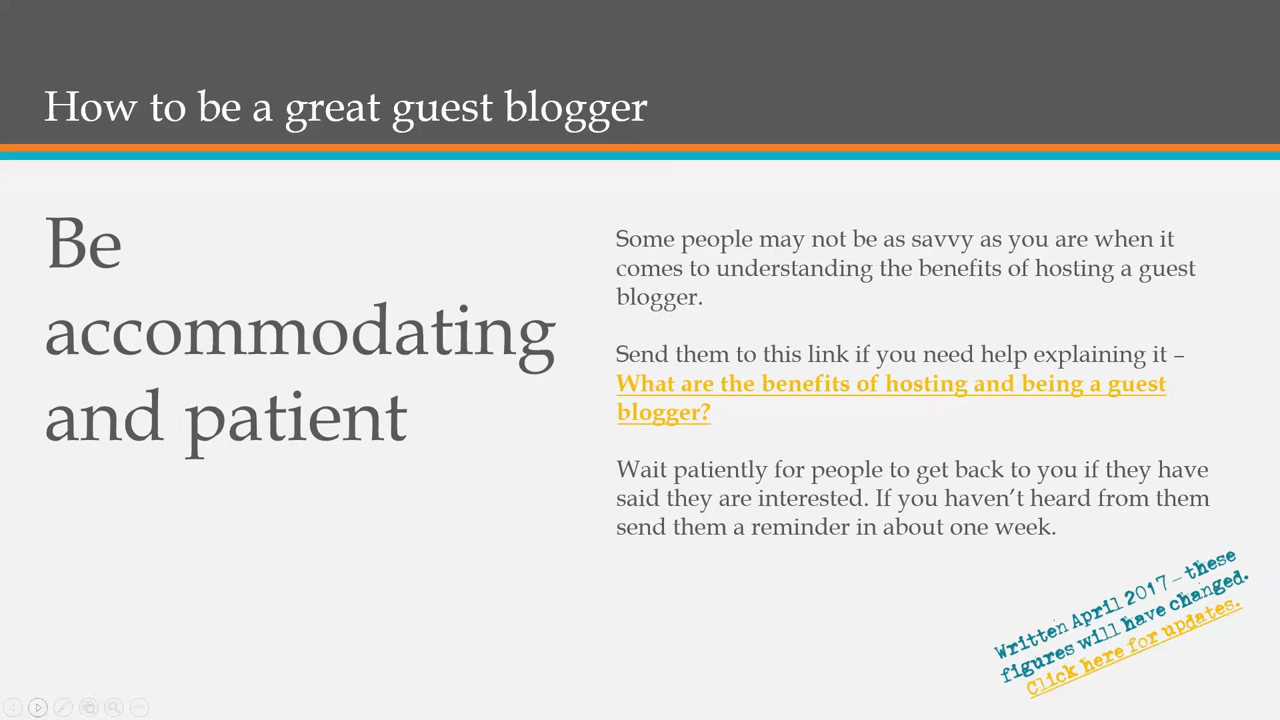 How to be a great guest blogger
Be
accommodating
and patient
Some people may not be as savvy as you are when it
comes to understanding the benefits of hosting a guest
blogger.
Send them to this link if you need help explaining it –
What are the benefits of hosting and being a guest
blogger?
Wait patiently for people to get back to you if they have
said they are interested. If you haven’t heard from them
send them a reminder in about one week.
Written April 2017 – these
figures will have changed.
Click here for updates.